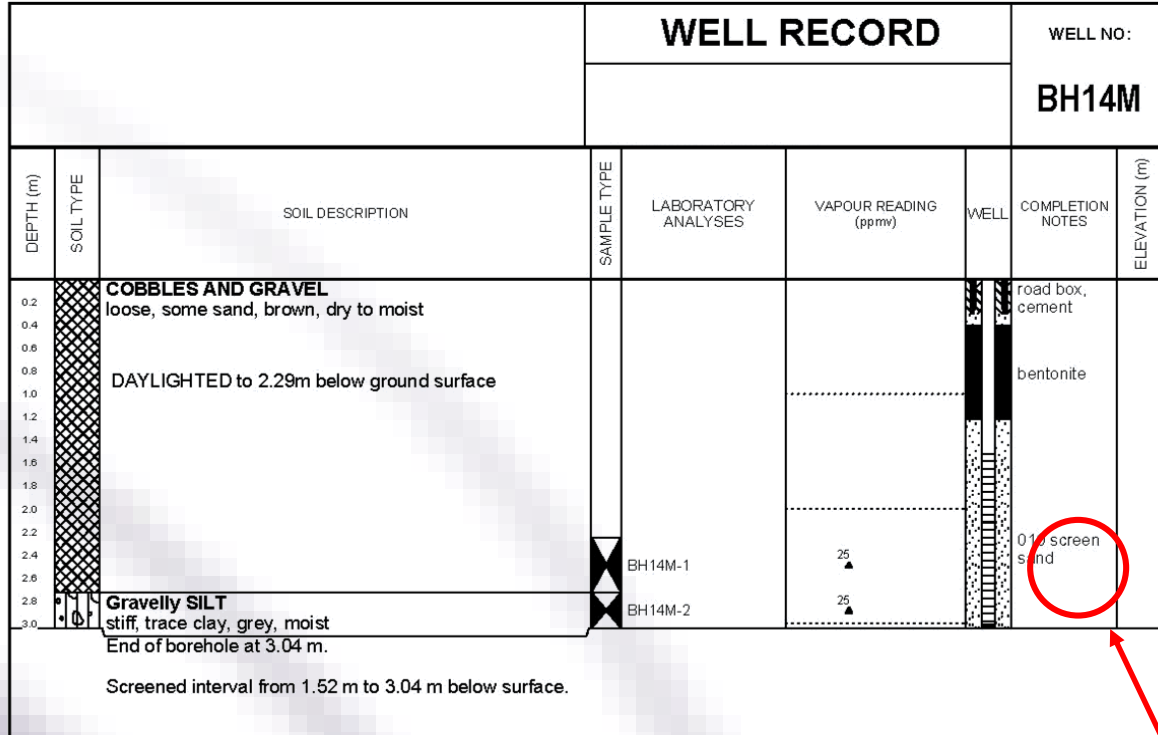 WELL RECORD
WELL NO:
BH14M
DEPTH (m)
SOIL TYPE
SOIL DESCRIPTION
SAMPLE TYPE
LABORATORY
ANALYSES
VAPOUR READING
(ppmv)
WELL
COMPLETION
NOTES
ELEVATION (m)
COBBLES AND GRAVEL
loose, some sand, brown, dry to moist
road box,
cement
0.2
0.4
0.6
0.8
1.0
1.2
1.4
1.6
1.8
2.0
2.2
2.4
2.6
2.8
3.0
DAYLIGHTED to 2.29m below ground surface
bentonite
010 screen
sand
BH14M-1
25
BH14M-2
25
Gravelly SILT
stiff, trace clay, grey, moist
End of borehole at 3.04 m.
Screened interval from 1.52 m to 3.04 m below surface.